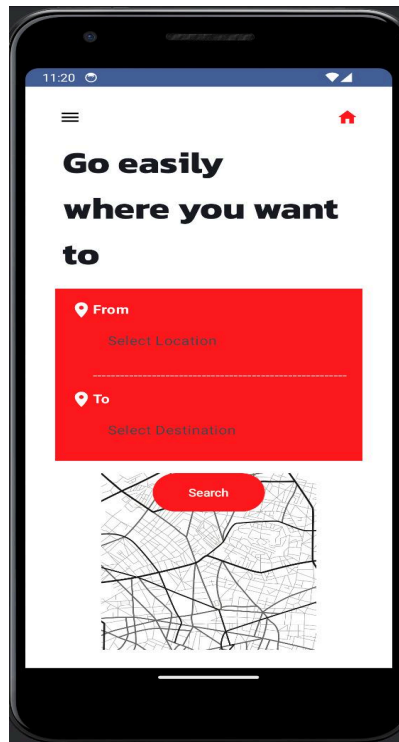 11:20
Go easily
where you want
to
From
Select Location
To
Select Destination
Search